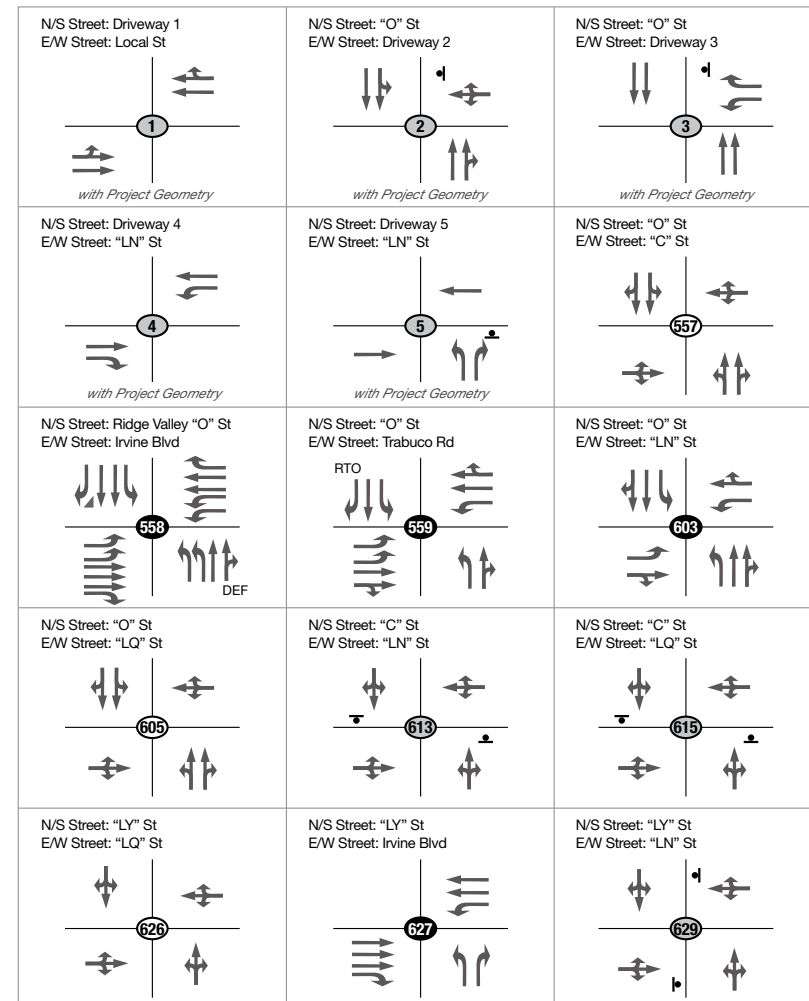 N/S Street: Driveway 1
E/W Street: Local St
1
with Project Geometry
N/S Street: “O” St
E/W Street: Driveway 2
2
with Project Geometry
N/S Street: “O” St
E/W Street: Driveway 3
3
with Project Geometry
N/S Street: Driveway 4
E/W Street: “LN” St
4
with Project Geometry
N/S Street: Driveway 5
E/W Street: “LN” St
5
with Project Geometry
N/S Street: “O” St
E/W Street: “C” St
557
N/S Street: Ridge Valley “O” St
E/W Street: Irvine Blvd
558
DEF
N/S Street: “O” St
E/W Street: Trabuco Rd
RTO
559
N/S Street: “O” St
E/W Street: “LN” St
603
N/S Street: “O” St
E/W Street: “LQ” St
605
N/S Street: “C” St
E/W Street: “LN” St
613
N/S Street: “C” St
E/W Street: “LQ” St
615
N/S Street: “LY” St
E/W Street: “LQ” St
626
N/S Street: “LY” St
E/W Street: Irvine Blvd
627
N/S Street: “LY” St
E/W Street: “LN” St
629